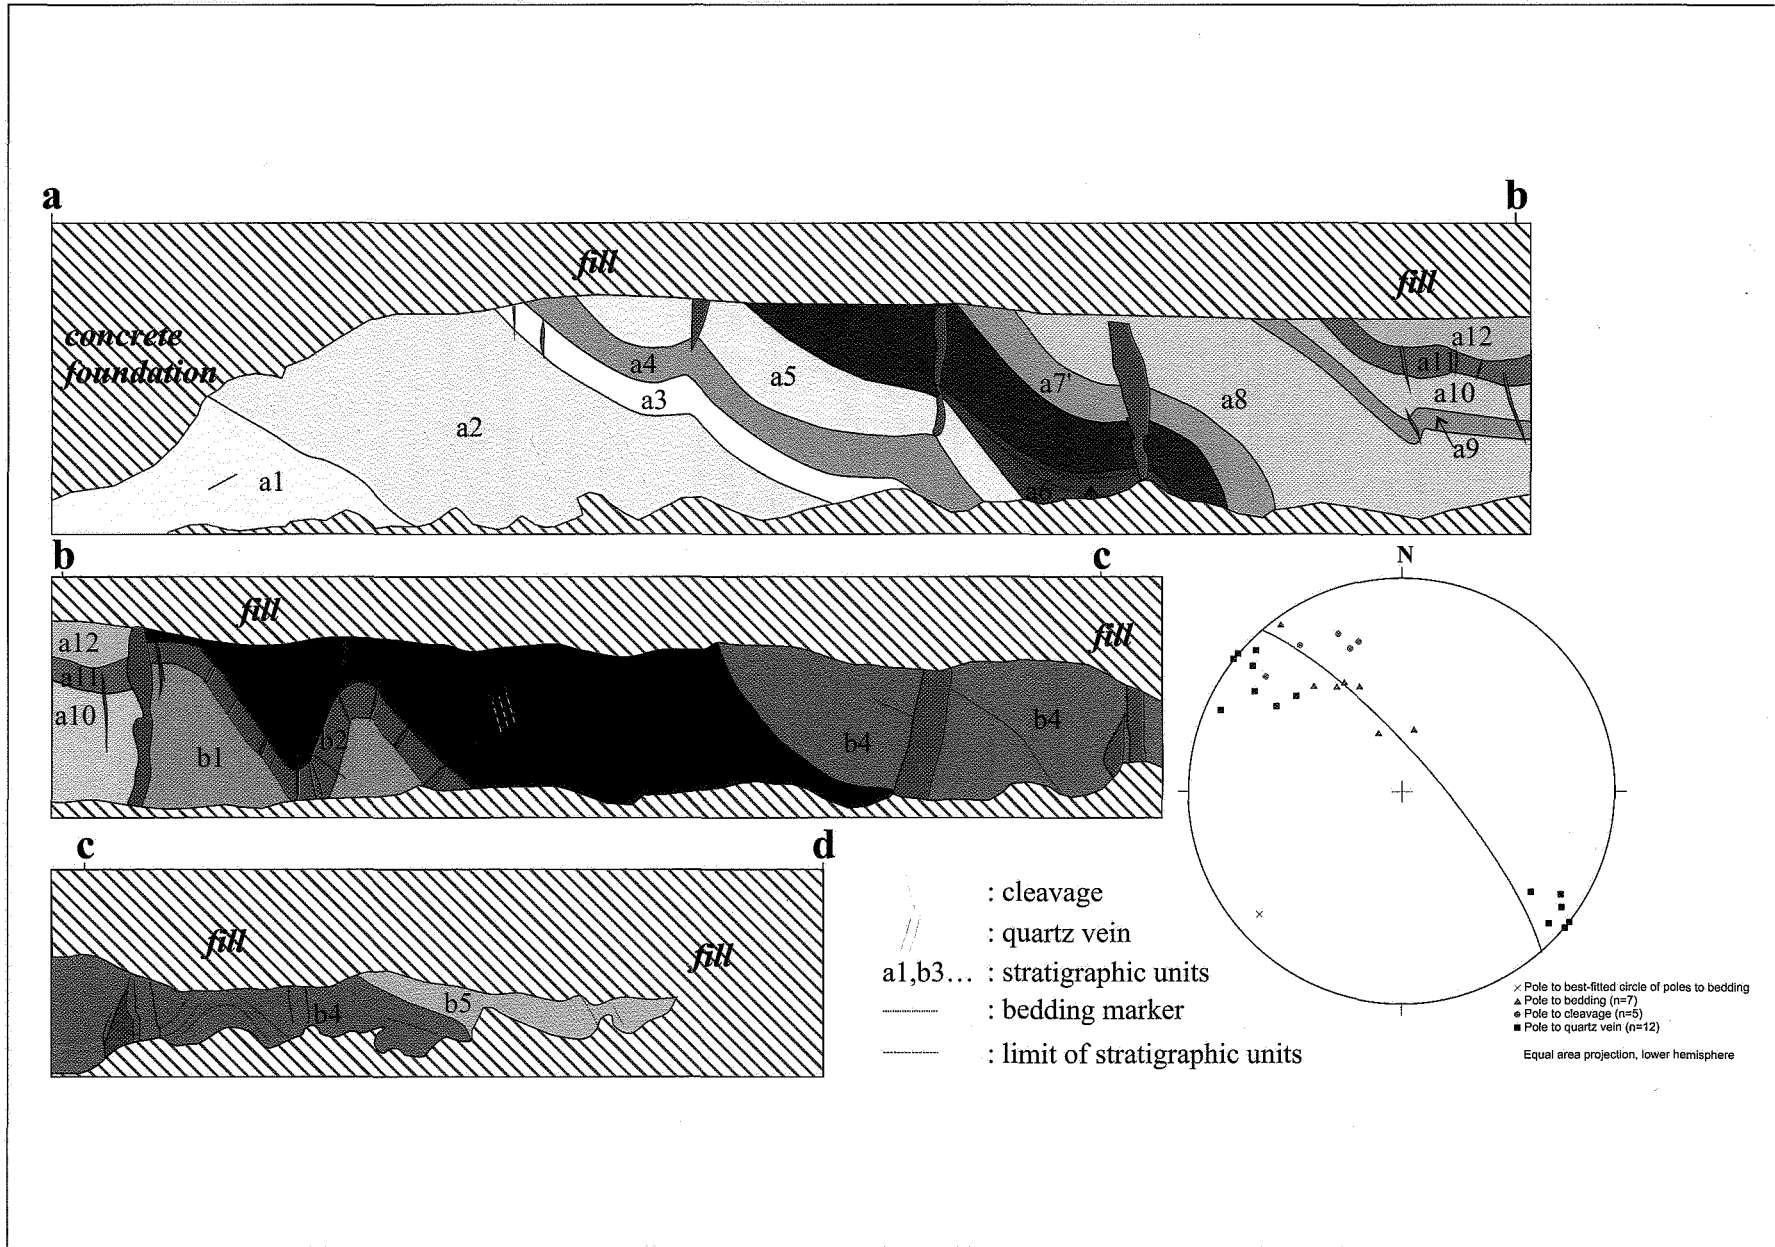 a b
fill
fill
concrete
foundation
a12
a11
a4
a5
a7'
a10
a3
a8
a2
a9
a1
a6
b c
N
fill
fill
a12
a11
a10
b4
b2
b4
b1
c d
fill
fill
b5
b4
: cleavage
: quartz vein
a1,b3... : stratigraphic units
: bedding marker
: limit of stratigraphic units
Pole to best-fitted circle of poles to bedding
Pole to bedding (n=7)
Pole to cleavage (n=5)
Pole to quartz vein (n=12)
Equal area projection, lower hemisphere